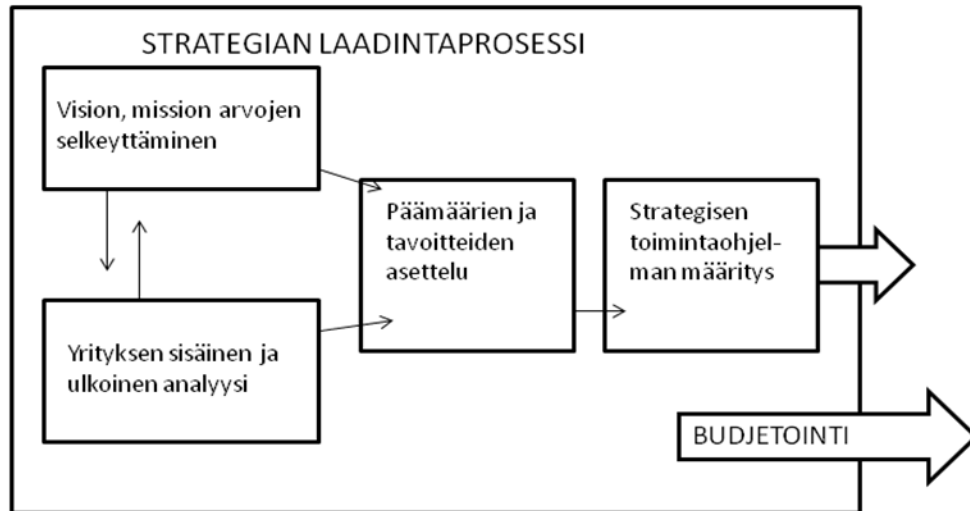 STRATEGIAN LAADINTAPROSESSI
Vision, mission arvojen
selkeyttäminen
Päämäärien ja
tavoitteiden
asettelu
Strategisen
toimintaohjel-
man määritys
Yrityksen sisäinen ja
ulkoinen analyysi
BUDJETOINTI